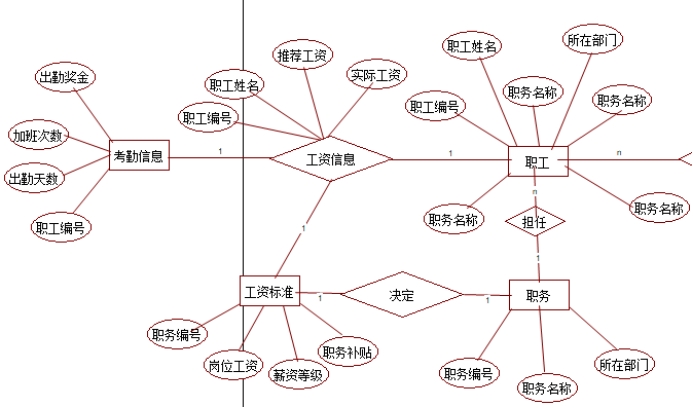 所在部门
职工姓名
推荐工资
实际工资
出勤奖金
职工姓名
职务名称
职务名称
职工编号
职工编号
加班次数
考勤信息
1
工资信息
1
职工
n
出勤天数
n
职务名称
职务名称
职工编号
担任
1
1
工资标准
1
决定
1
职务
职务编号
岗位工资
薪资等级
职务补贴
职务编号
职务名称
所在部门